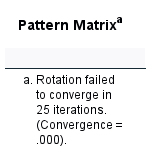 Pattern Matrixa
a. Rotation failed
to converge in
25 iterations.
(Convergence =
.000).